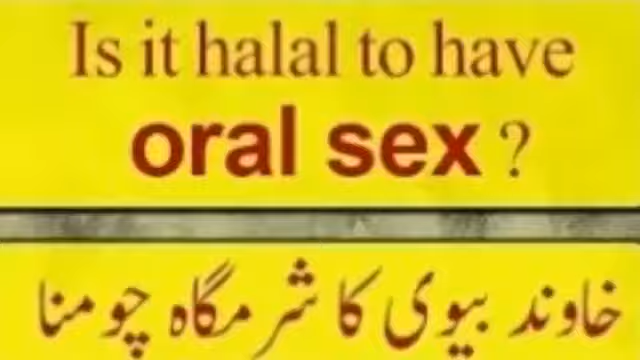 Is it halal to have
oral sex ?
خاوند بیوی کا شرمگاہ چومنا